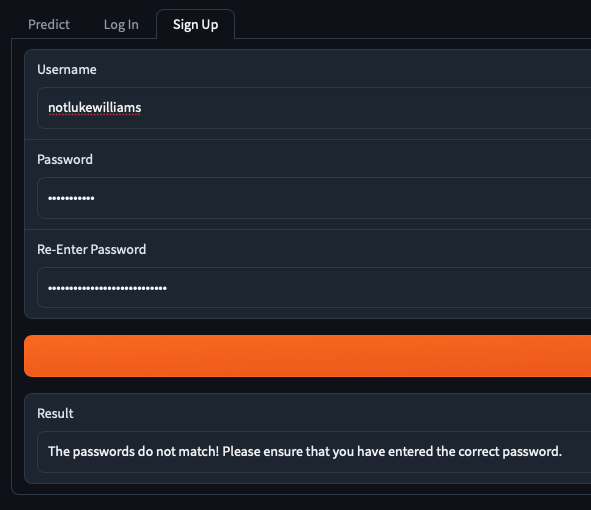 Predict Log In Sign Up
Username
notlukewilliams
Password
•••••••••••
Re-Enter Password
••••••••••••••••••••••••••••
Result
The passwords do not match! Please ensure that you have entered the correct password.